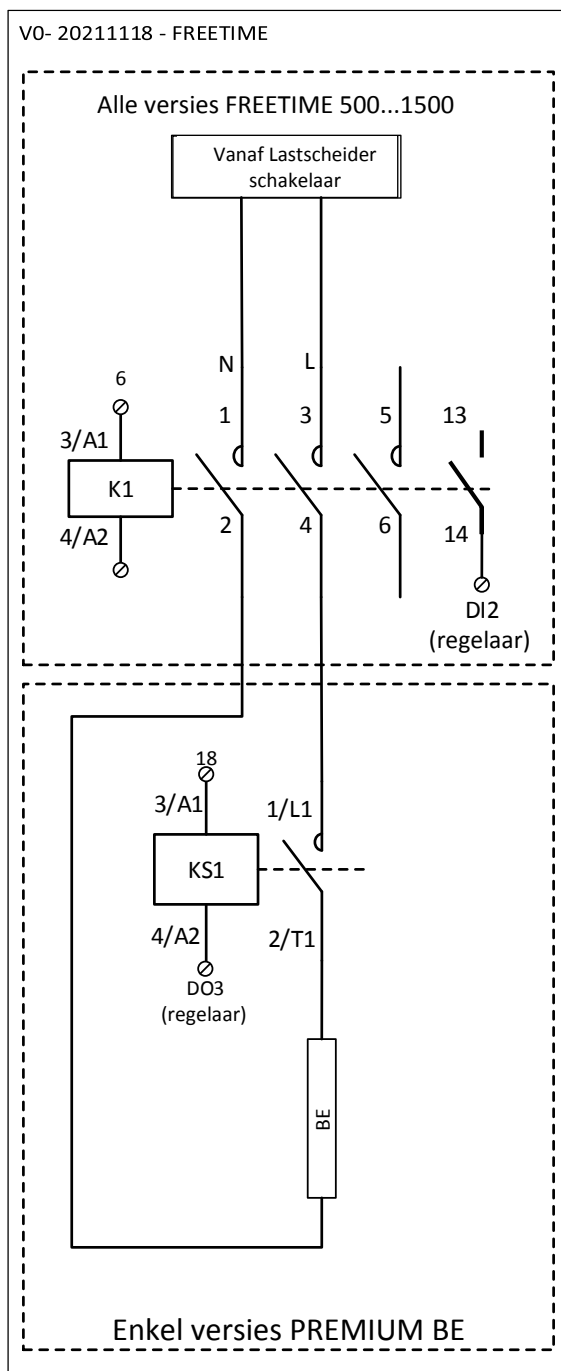 V0- 20211118 - FREETIME
Alle versies FREETIME 500...1500
Vanaf Lastscheider
schakelaar
N
L
6
1
3
5
13
3/A1
K1
4/A2
2
4
6
14
DI2
(regelaar)
18
3/A1
1/L1
KS1
4/A2
2/T1
DO3
(regelaar)
BE
Enkel versies PREMIUM BE